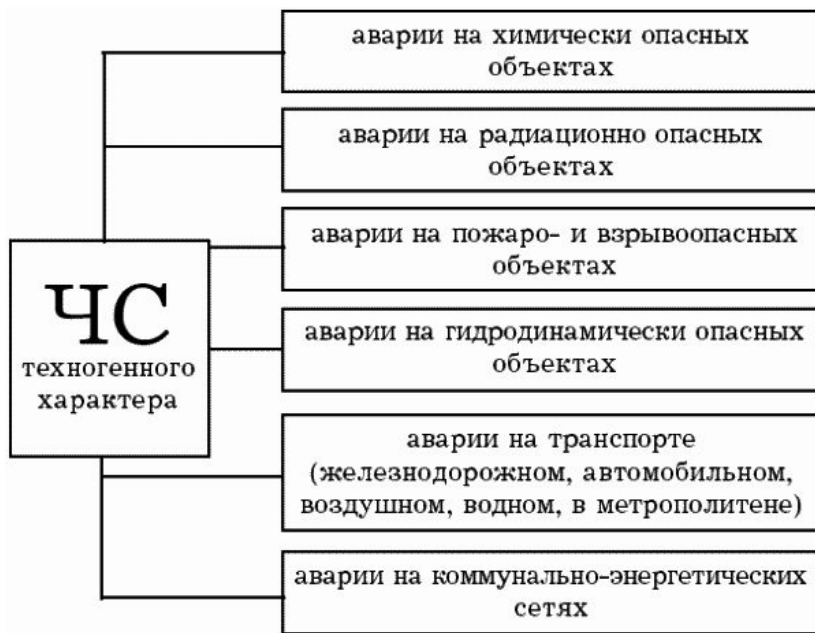 аварии на химически опасных
объектах
аварии на радиационно опасных
объектах
аварии на пожаро- и взрывоопасных
объектах
ЧС
техногенного
характера
аварии на гидродинамически опасных
объектах
аварии на транспорте
(железнодорожном, автомобильном,
воздушном, водном, в метрополитене)
аварии на коммунально-энергетических
сетях